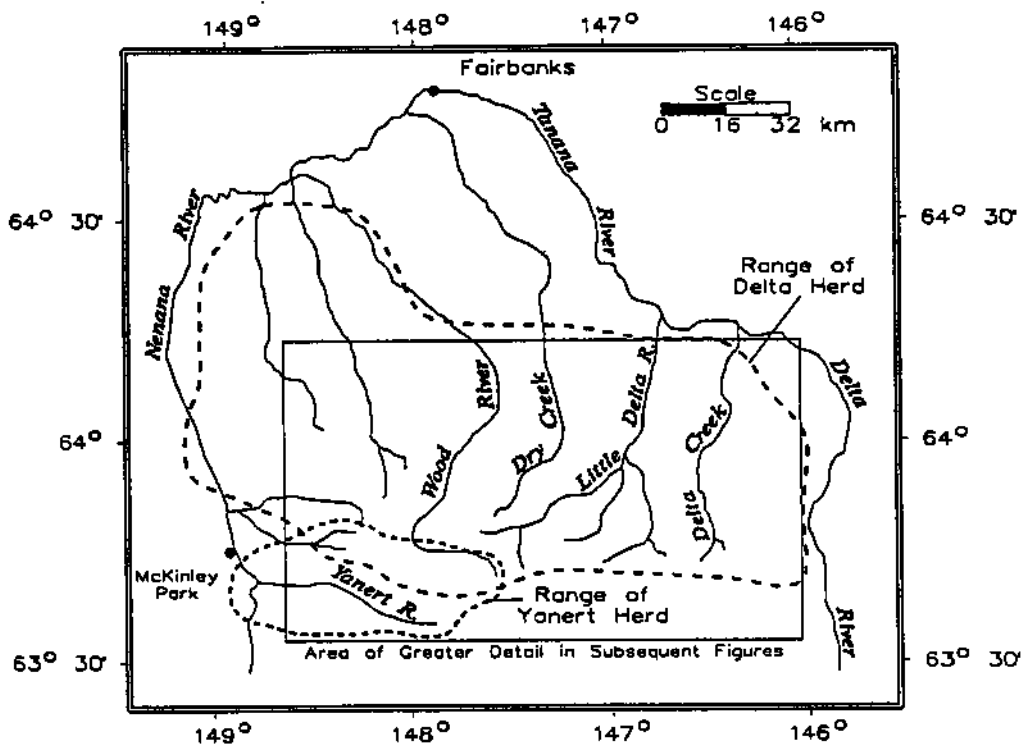 149° 148° 147° 146°
Fairbanks
Scale
0 16 32 km
Tanana
River
River
Nenana
64° 30'
64° 30'
Range of
Delta Herd
Delta R.
Little
River
Wood
Creek
Dry
Creek
Delta
Delta
River
64°
64°
McKinley
Park
Yanert R.
Range of
Yanert Herd
Area of Greater Detail in Subsequent Figures
63° 30'
63° 30'
149° 148° 147° 146°